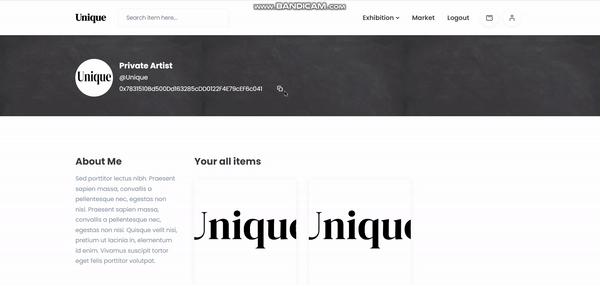 www.BANDICAM.com
Unique
Search item here...
Exhibition
Market
Logout
Unique
Private Artist
@Unique
0x78315108d500Dd163285cDD0122F4E79cEF6c041
About Me
Your all items
Sed porttitor lectus nibh. Praesent
sapien massa, convallis a
pellentesque nec, egestas non
nisl. Praesent sapien massa,
convallis a pellentesque nec,
egestas non nisi. Quisque velit nisi,
pretium ut lacinia in, elementum
id enim. Vivamus suscipit tortor
eget felis porttitor volutpat.
Unique
Unique